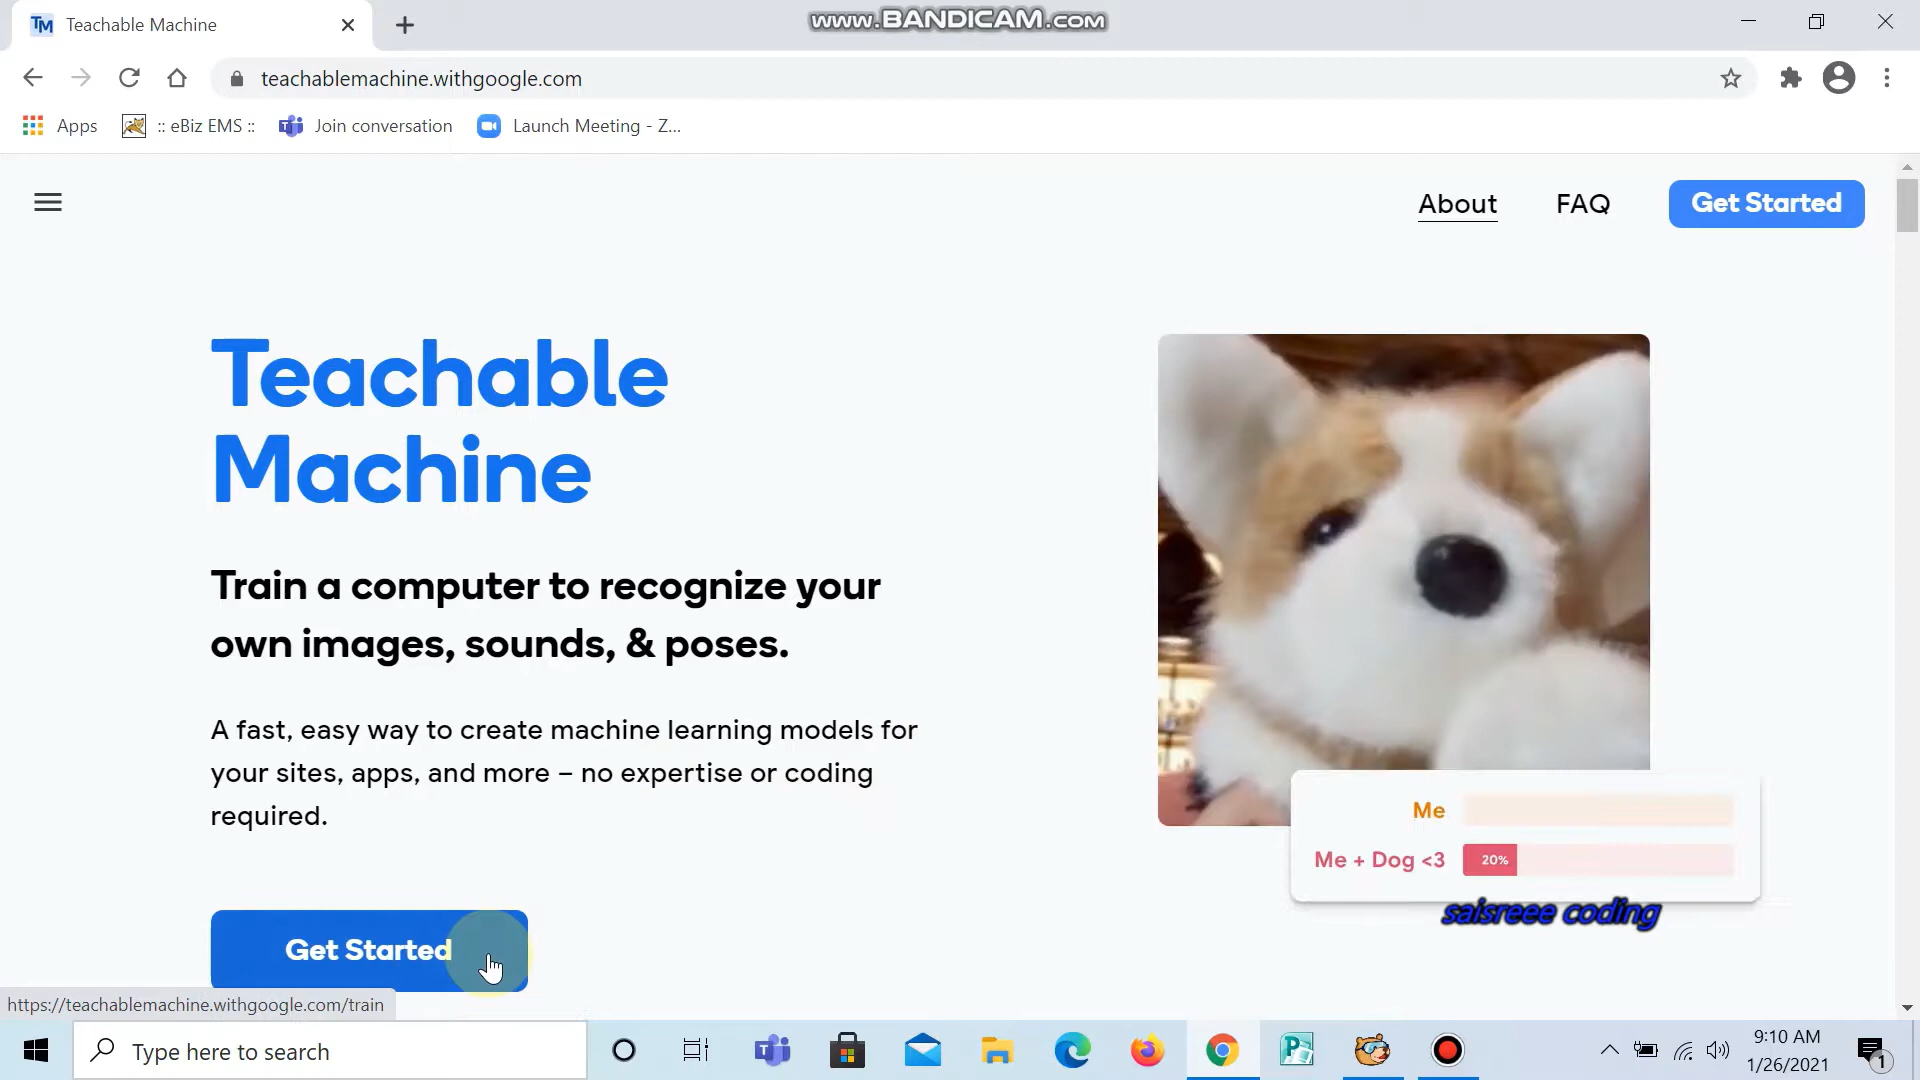 Teachable Machine
www.BANDICAM.com
teachablemachine.withgoogle.com
Apps
:: eBiz EMS ::
Join conversation
Launch Meeting - Z...
About
FAQ
Get Started
Teachable
Machine
Train a computer to recognize your
own images, sounds, & poses.
A fast, easy way to create machine learning models for
your sites, apps, and more – no expertise or coding
required.
Get Started
Me
Me + Dog <3
20%
saisreee coding
https://teachablemachine.withgoogle.com/train
Type here to search
9:10 AM
1/26/2021
1